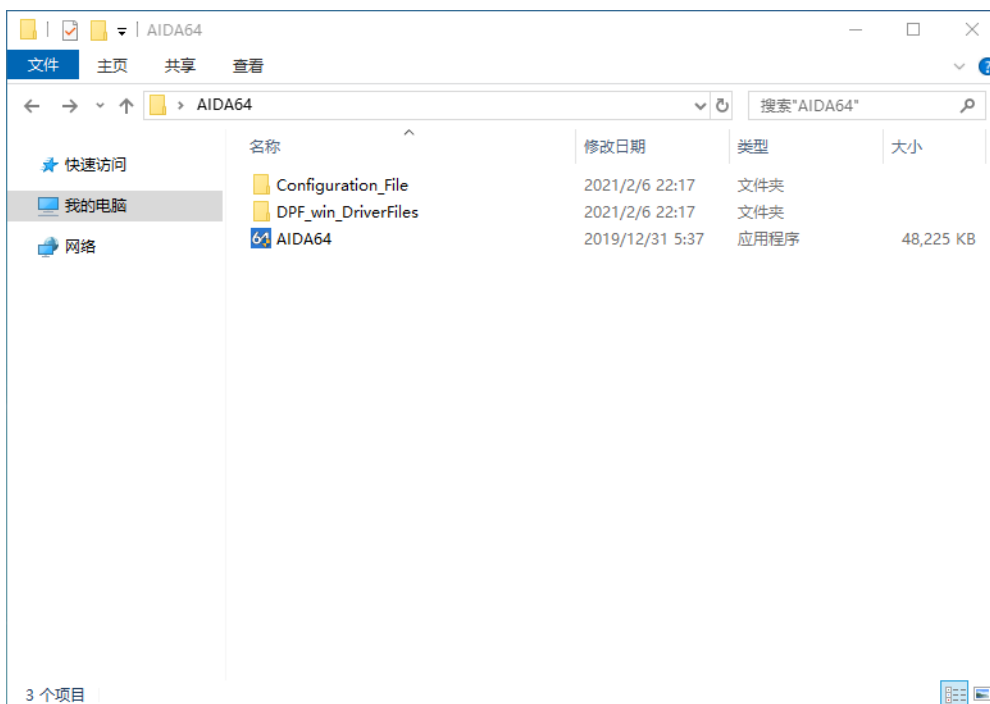 AIDA64
文件 主页 共享 查看
AIDA64 搜索"AIDA64"
名称 修改日期 类型 大小
快速访问
我的电脑
网络
Configuration_File 2021/2/6 22:17 文件夹
DPF_win_DriverFiles 2021/2/6 22:17 文件夹
64 AIDA64 2019/12/31 5:37 应用程序 48,225 KB
3 个项目